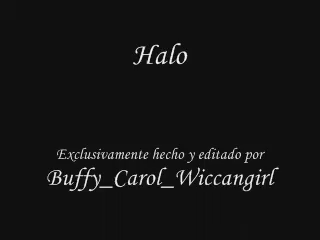 Halo
Exclusivamente hecho y editado por
Buffy_Carol_Wiccangirl